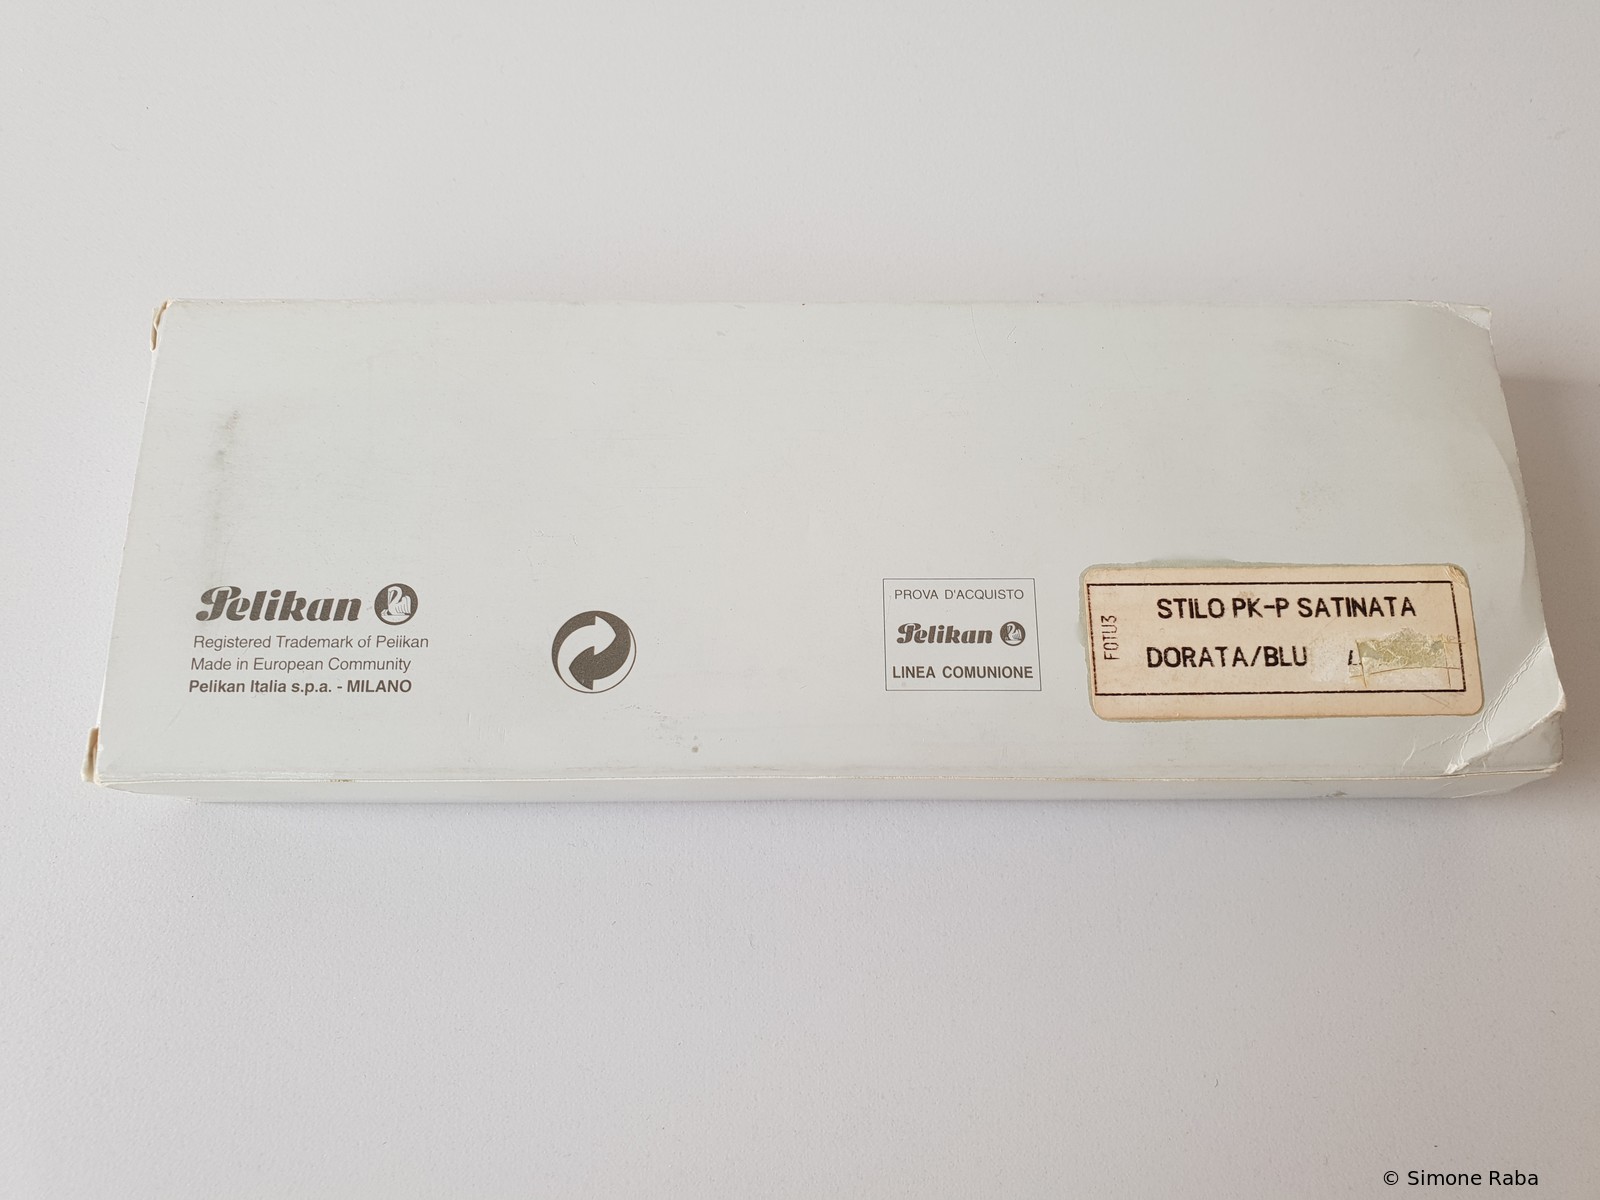 Pelikan
Registered Trademark of Pelikan
Made in European Community
Pelikan Italia s.p.a. - MILANO
PROVA D'ACQUISTO
Pelikan
LINEA COMUNIONE
FOTU3
STILO PK-P SATINATA
DORATA/BLU
© Simone Raba